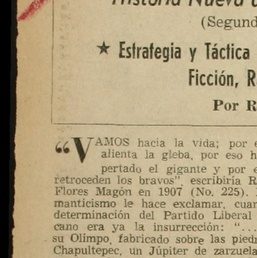 Historia Nueva
(Segund
★ Estrategia y Táctica
Ficción, R
Por R
“VAMOS hacia la vida; por e
alienta la gleba, por eso h
pertado el gigante y por e
retroceden los bravos”, escribiría R
Flores Magón en 1907 (No. 225).
manticismo le hace exclamar, cuan
determinación del Partido Liberal
cano era ya la insurrección: “...
su Olimpo, fabricado sobre las pied
Chapultepec, un Júpiter de zarzuela